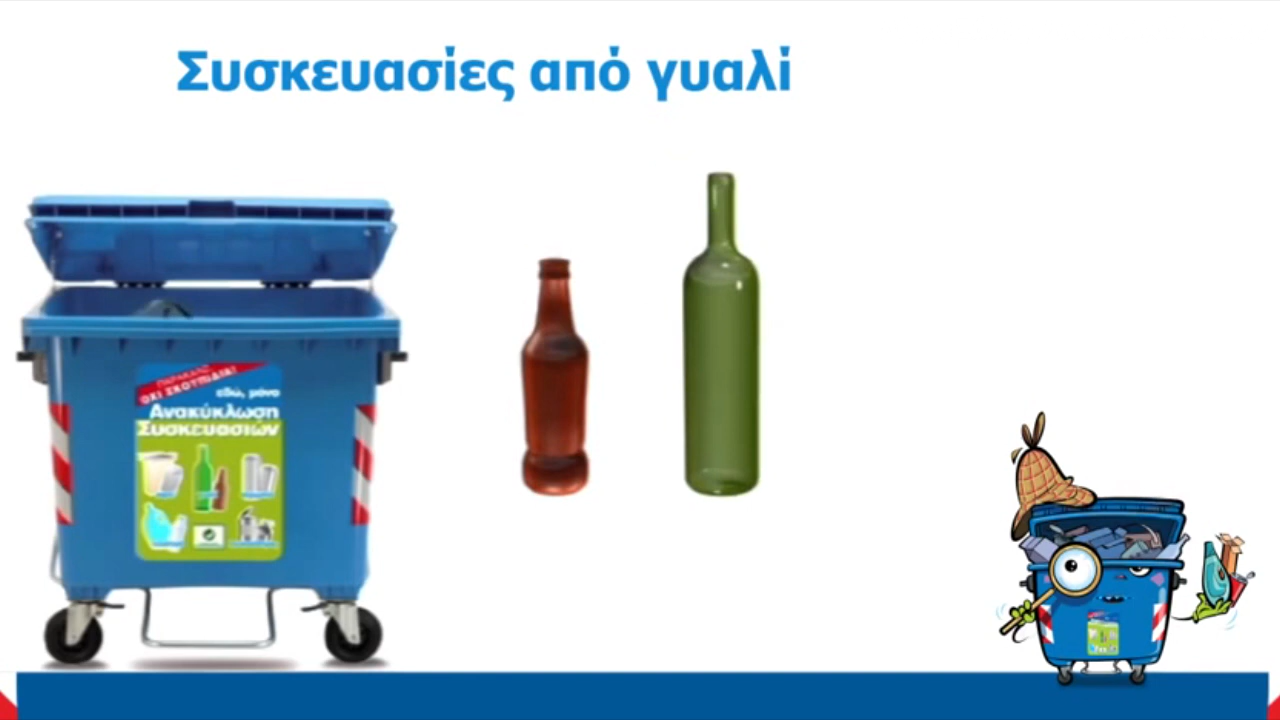 Συσκευασίες από γυαλί
ΠΑΡΑΚΑΛΩ
ΟΧΙ ΣΚΟΥΠΙΔΙΑ!
εδώ, μόνο
Ανακύκλωση
Συσκευασιών